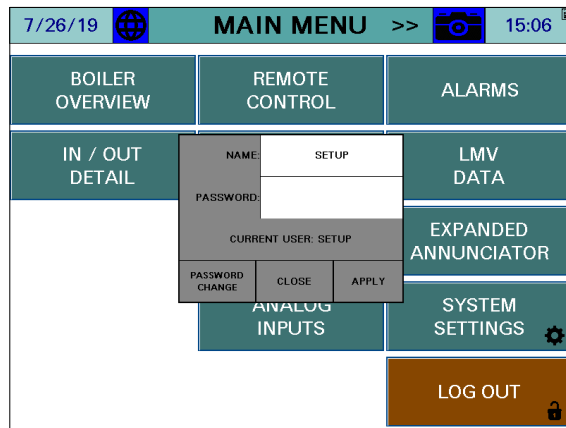 7/26/19
MAIN MENU
>>
15:06
BOILER
OVERVIEW
REMOTE
CONTROL
ALARMS
IN / OUT
DETAIL
LMV
DATA
NAME:
SETUP
PASSWORD:
CURRENT USER: SETUP
PASSWORD
CHANGE
CLOSE
APPLY
EXPANDED
ANNUNCIATOR
ANALOG
INPUTS
SYSTEM
SETTINGS
LOG OUT